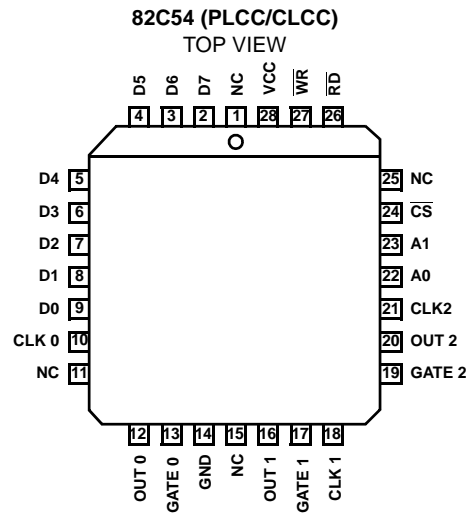 82C54 (PLCC/CLCC)
TOP VIEW
D5 D6 D7 NC VCC WR RD
4 3 2 1 28 27 26
D4 5 25 NC
D3 6 24 CS
D2 7 23 A1
D1 8 22 A0
D0 9 21 CLK2
CLK 0 10 20 OUT 2
NC 11 19 GATE 2
12 13 14 15 16 17 18
OUT 0 GATE 0 GND NC OUT 1 GATE 1 CLK 1